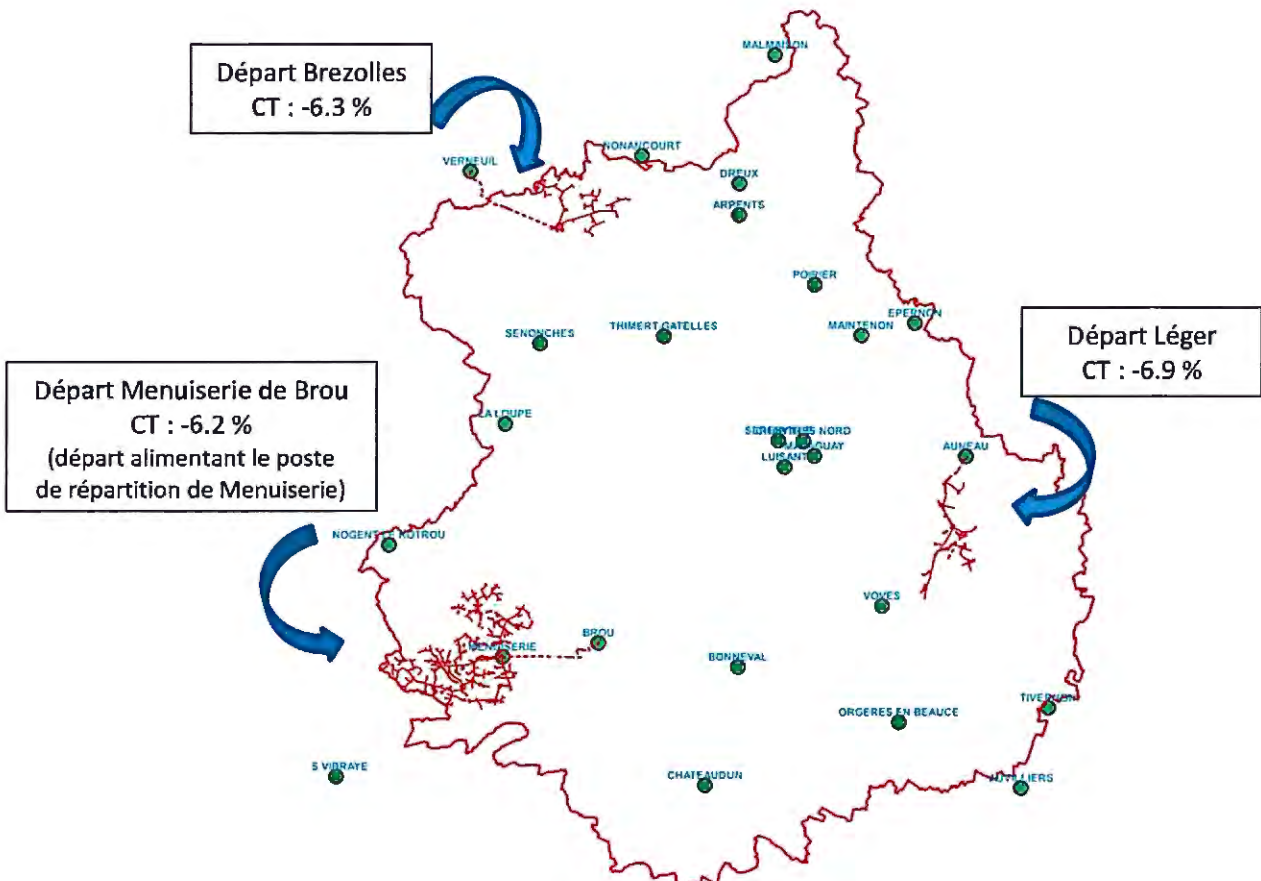 MALMAISON
Départ Brezolles
CT : -6.3 %
NONANCOURT
VERNEUIL
DREUX
ARPENTS
POIRIER
EPERNON
SENONCHES
THIMERT GATELLES
MAINTENON
Départ Léger
CT : -6.9 %
Départ Menuiserie de Brou
CT : -6.2 %
(départ alimentant le poste
de répartition de Menuiserie)
LA LOUPE
NORD
LUISANT
AUNEAU
NOGENT LE ROTROU
VOVES
BROU
MENUISERIE
BONNEVAL
TIVERNON
ORGERES EN BEAUCE
S VIBRAYE
CHATEAUDUN